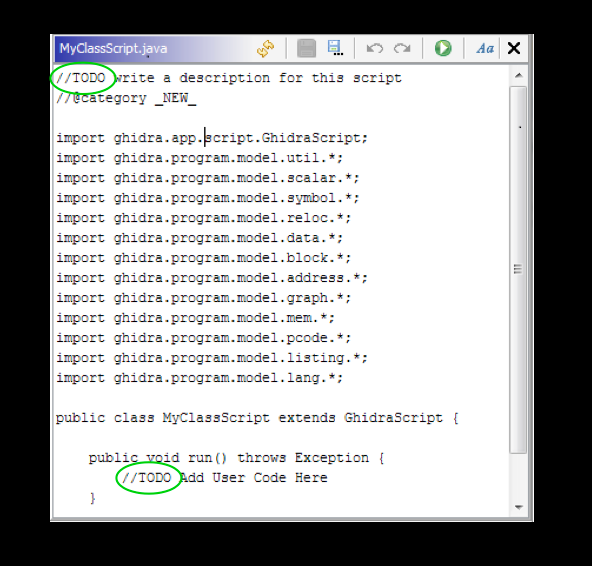 MyClassScript.java
Aa
//TODO write a description for this script
//@category _NEW_
import ghidra.app.script.GhidraScript;
import ghidra.program.model.util.*;
import ghidra.program.model.scalar.*;
import ghidra.program.model.symbol.*;
import ghidra.program.model.reloc.*;
import ghidra.program.model.data.*;
import ghidra.program.model.block.*;
import ghidra.program.model.address.*;
import ghidra.program.model.graph.*;
import ghidra.program.model.mem.*;
import ghidra.program.model.pcode.*;
import ghidra.program.model.listing.*;
import ghidra.program.model.lang.*;
public class MyClassScript extends GhidraScript {
public void run() throws Exception {
//TODO Add User Code Here
}